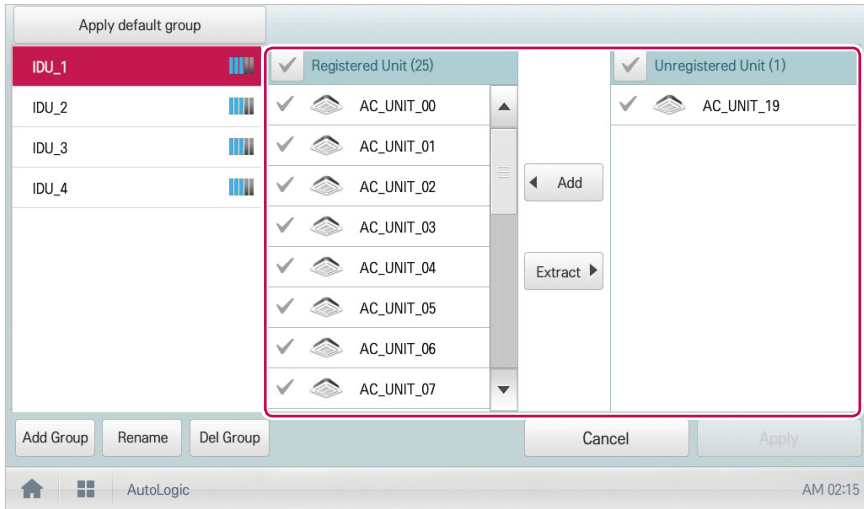 Apply default group
IDU_1
IDU_2
IDU_3
IDU_4
Registered Unit (25)
AC_UNIT_00
AC_UNIT_01
AC_UNIT_02
AC_UNIT_03
AC_UNIT_04
AC_UNIT_05
AC_UNIT_06
AC_UNIT_07
Add
Extract
Unregistered Unit (1)
AC_UNIT_19
Add Group
Rename
Del Group
Cancel
Apply
AutoLogic
AM 02:15